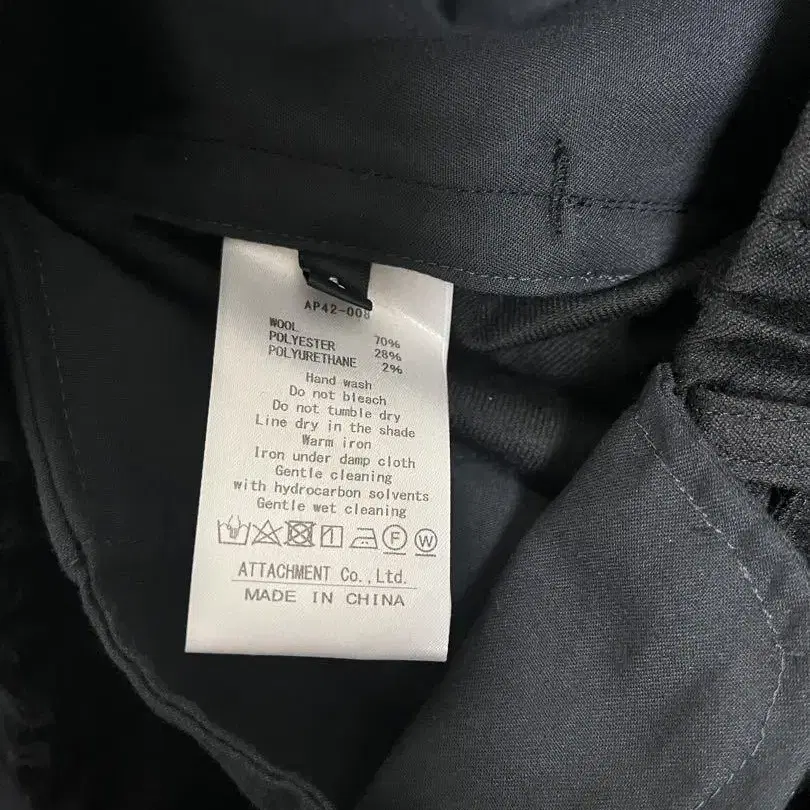 AP42-008
WOOL 70%
POLYESTER 28%
POLYURETHANE 2%
Hand wash
Do not bleach
Do not tumble dry
Line dry in the shade
Warm iron
Iron under damp cloth
Gentle cleaning
with hydrocarbon solvents
Gentle wet cleaning
F W
ATTACHMENT Co.,Ltd.
MADE IN CHINA